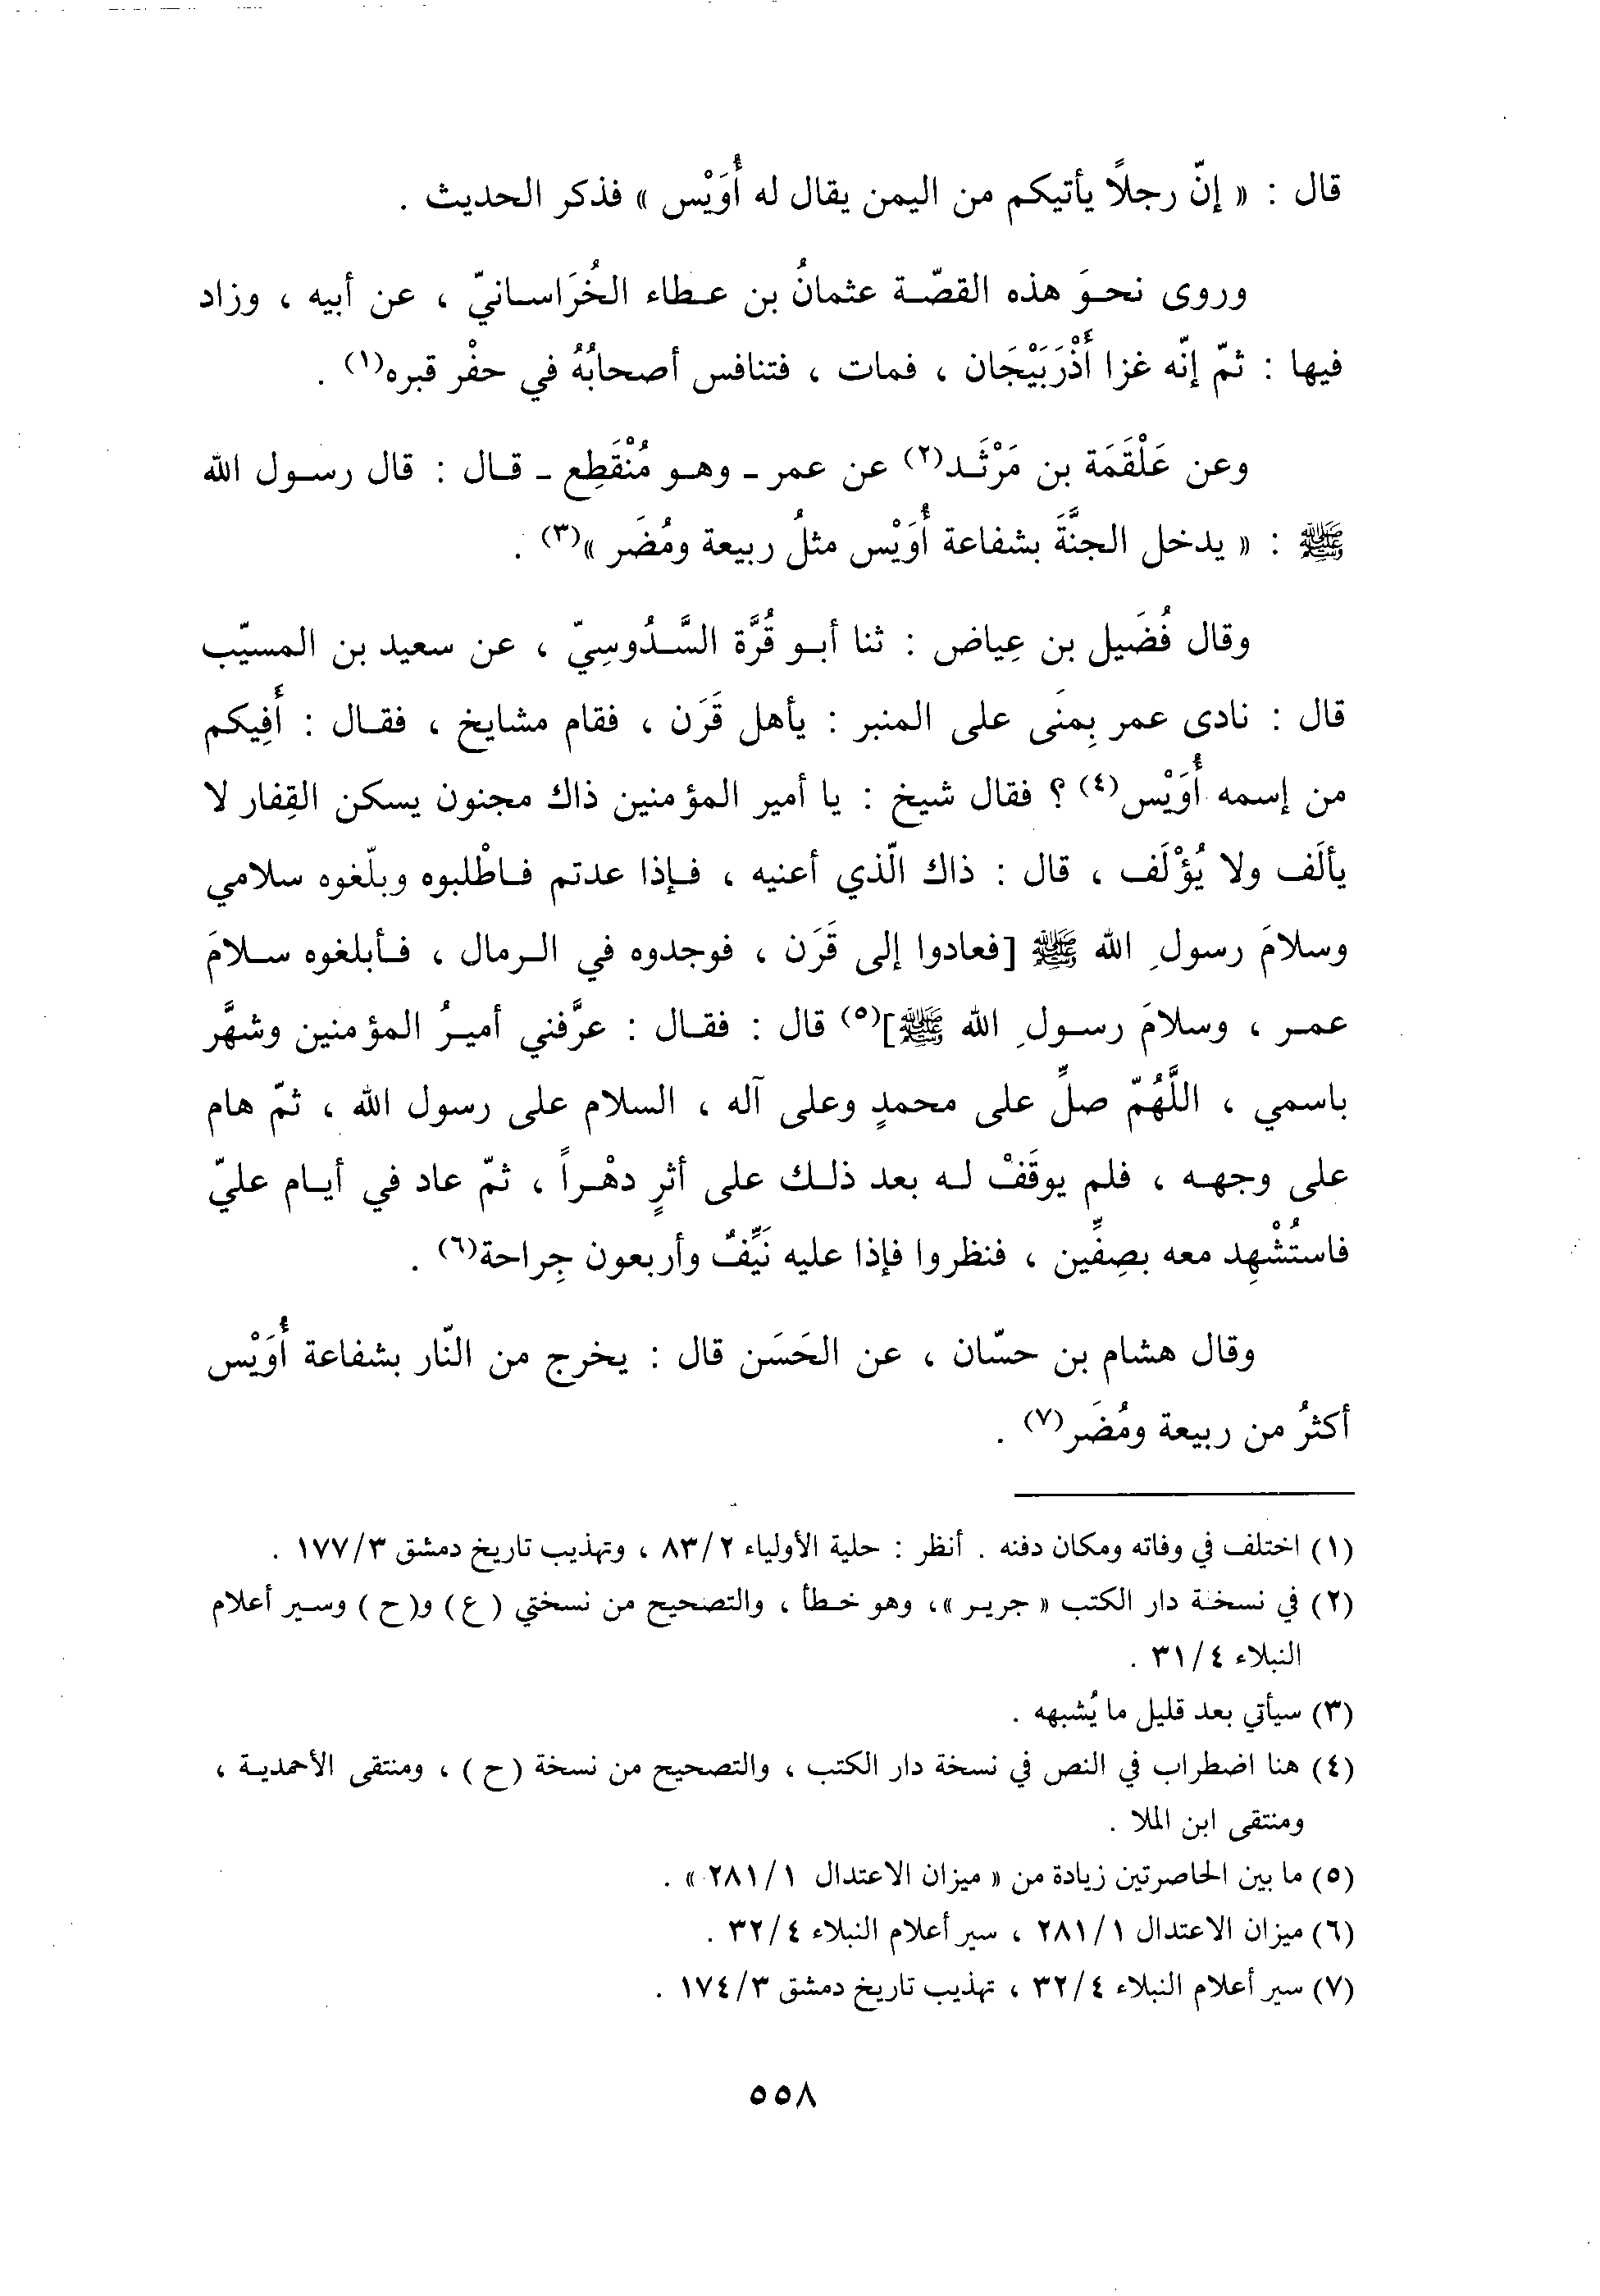 قال : « إنّ رجلًا يأتيكم من اليمن يقال له أُوَيْس » فذكر الحديث .
وروى نحوَ هذه القصّة عثمانُ بن عطاء الخُرَاسانيّ ، عن أبيه ، وزاد
فيها : ثمّ إنّه غزا أَذْرَبَيْجَان ، فمات ، فتنافس أصحابُهُ في حفْر قبره(١) .
وعن عَلْقَمَة بن مَرْثَد(٢) عن عمر ـ وهو مُنْقَطِع ـ قال : قال رسول الله
ﷺ : « يدخل الجنَّةَ بشفاعة أُوَيْس مثلُ ربيعة ومُضَر »(٣) .
وقال فُضَيل بن عِياض : ثنا أبو قُرَّة السَّدُوسِيّ ، عن سعيد بن المسيّب
قال : نادى عمر بِمنَى على المنبر : يأهل قَرَن ، فقام مشايخ ، فقال : أَفِيكم
من إسمه أُوَيْس(٤) ؟ فقال شيخ : يا أمير المؤمنين ذاك مجنون يسكن القِفار لا
يألَف ولا يُؤْلَف ، قال : ذاك الّذي أعنيه ، فإذا عدتم فاطْلبوه وبلّغوه سلامي
وسلامَ رسولِ الله ﷺ [فعادوا إلى قَرَن ، فوجدوه في الرمال ، فأبلغوه سلامَ
عمر ، وسلامَ رسولِ الله ﷺ](٥) قال : فقال : عرَّفني أميرُ المؤمنين وشهَّر
باسمي ، اللَّهُمّ صلِّ على محمدٍ وعلى آله ، السلام على رسول الله ، ثمّ هام
على وجهه ، فلم يوقَفْ له بعد ذلك على أثرٍ دهْراً ، ثمّ عاد في أيام عليّ
فاستُشْهِد معه بصِفِّين ، فنظروا فإذا عليه نَيِّفٌ وأربعون جِراحة(٦) .
وقال هشام بن حسّان ، عن الحَسَن قال : يخرج من النّار بشفاعة أُوَيْس
أكثرُ من ربيعة ومُضَر(٧) .
(١) اختلف في وفاته ومكان دفنه . أنظر : حلية الأولياء ٨٣/٢ ، وتهذيب تاريخ دمشق ١٧٧/٣ .
(٢) في نسخة دار الكتب « جرير »، وهو خطأ ، والتصحيح من نسختي (ع) و(ح) وسير أعلام
النبلاء ٣١/٤ .
(٣) سيأتي بعد قليل ما يُشبهه .
(٤) هنا اضطراب في النص في نسخة دار الكتب ، والتصحيح من نسخة (ح) ، ومنتقى الأحمدية ،
ومنتقى ابن الملا .
(٥) ما بين الحاصرتين زيادة من « ميزان الاعتدال ٢٨١/١ » .
(٦) ميزان الاعتدال ٢٨١/١ ، سير أعلام النبلاء ٣٢/٤ .
(٧) سير أعلام النبلاء ٣٢/٤ ، تهذيب تاريخ دمشق ١٧٤/٣ .
٥٥٨